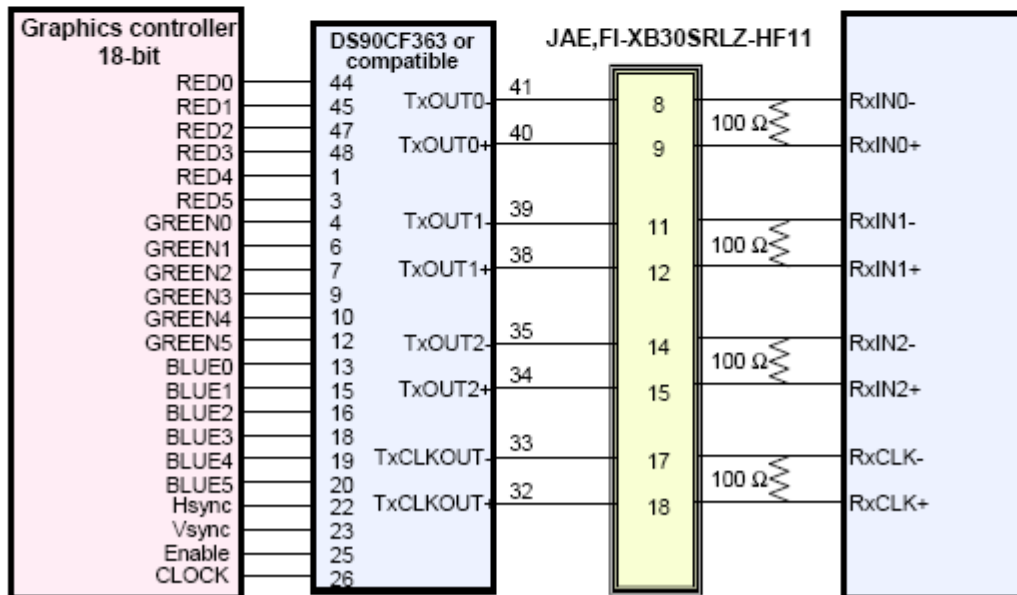 Graphics controller
18-bit
RED0
RED1
RED2
RED3
RED4
RED5
GREEN0
GREEN1
GREEN2
GREEN3
GREEN4
GREEN5
BLUE0
BLUE1
BLUE2
BLUE3
BLUE4
BLUE5
Hsync
Vsync
Enable
CLOCK
DS90CF363 or
compatible
44
45
47
48
1
3
4
6
7
9
10
12
13
15
16
18
19
20
22
23
25
26
TxOUT0-
TxOUT0+
TxOUT1-
TxOUT1+
TxOUT2-
TxOUT2+
TxCLKOUT-
TxCLKOUT+
41
40
39
38
35
34
33
32
JAE,FI-XB30SRLZ-HF11
8
9
11
12
14
15
17
18
100 Ω
100 Ω
100 Ω
100 Ω
RxIN0-
RxIN0+
RxIN1-
RxIN1+
RxIN2-
RxIN2+
RxCLK-
RxCLK+